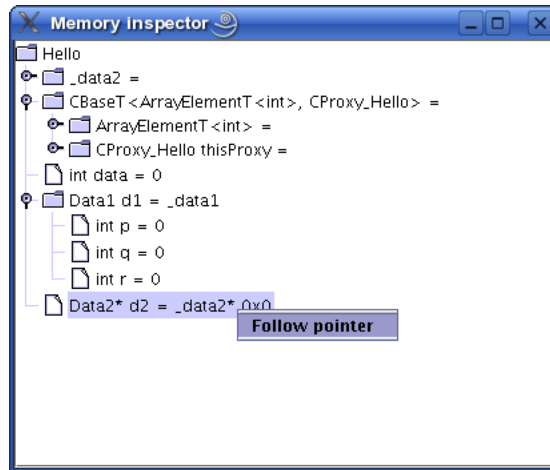 Memory inspector
Hello
_data2 =
CBaseT<ArrayElementT<int>, CProxy_Hello> =
ArrayElementT<int> =
CProxy_Hello thisProxy =
int data = 0
Data1 d1 = _data1
int p = 0
int q = 0
int r = 0
Data2* d2 = _data2* 0x0
Follow pointer